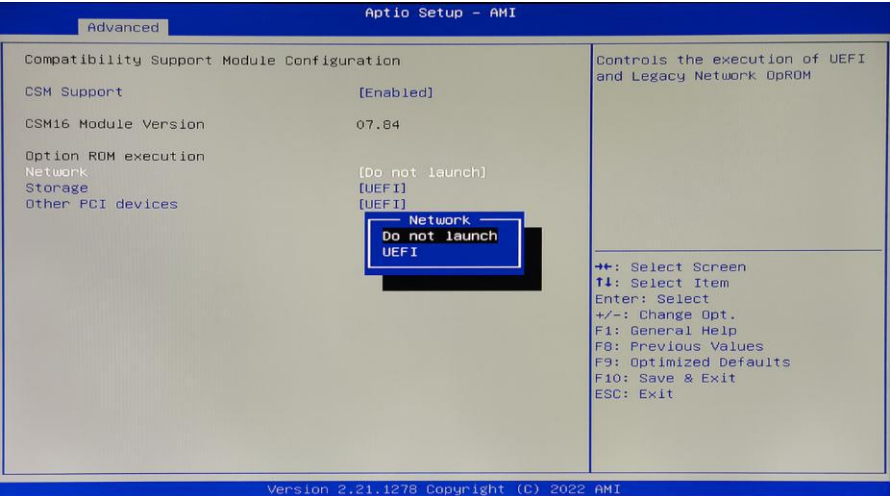 Aptio Setup - AMI
Advanced
Compatibility Support Module Configuration
CSM Support [Enabled]
CSM16 Module Version 07.84
Option ROM execution
Network [Do not launch]
Storage [UEFI]
Other PCI devices [UEFI]
Network
Do not launch
UEFI
Controls the execution of UEFI
and Legacy Network OpROM
→←: Select Screen
↑↓: Select Item
Enter: Select
+/-: Change Opt.
F1: General Help
F8: Previous Values
F9: Optimized Defaults
F10: Save & Exit
ESC: Exit
Version 2.21.1278 Copyright (C) 2022 AMI